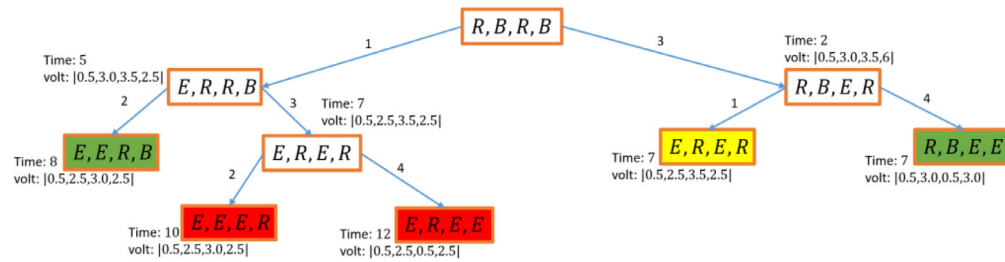 R, B, R, B
1
3
Time: 5
volt: |0.5,3.0,3.5,2.5|
Time: 2
volt: |0.5,3.0,3.5,6|
E, R, R, B
R, B, E, R
2
3
Time: 7
volt: |0.5,2.5,3.5,2.5|
1
4
E, E, R, B
E, R, E, R
E, R, E, R
R, B, E, E
Time: 8
volt: |0.5,2.5,3.0,2.5|
2
4
Time: 7
volt: |0.5,2.5,3.5,2.5|
Time: 7
volt: |0.5,3.0,0.5,3.0|
E, E, E, R
E, R, E, E
Time: 10
volt: |0.5,2.5,3.0,2.5|
Time: 12
volt: |0.5,2.5,0.5,2.5|